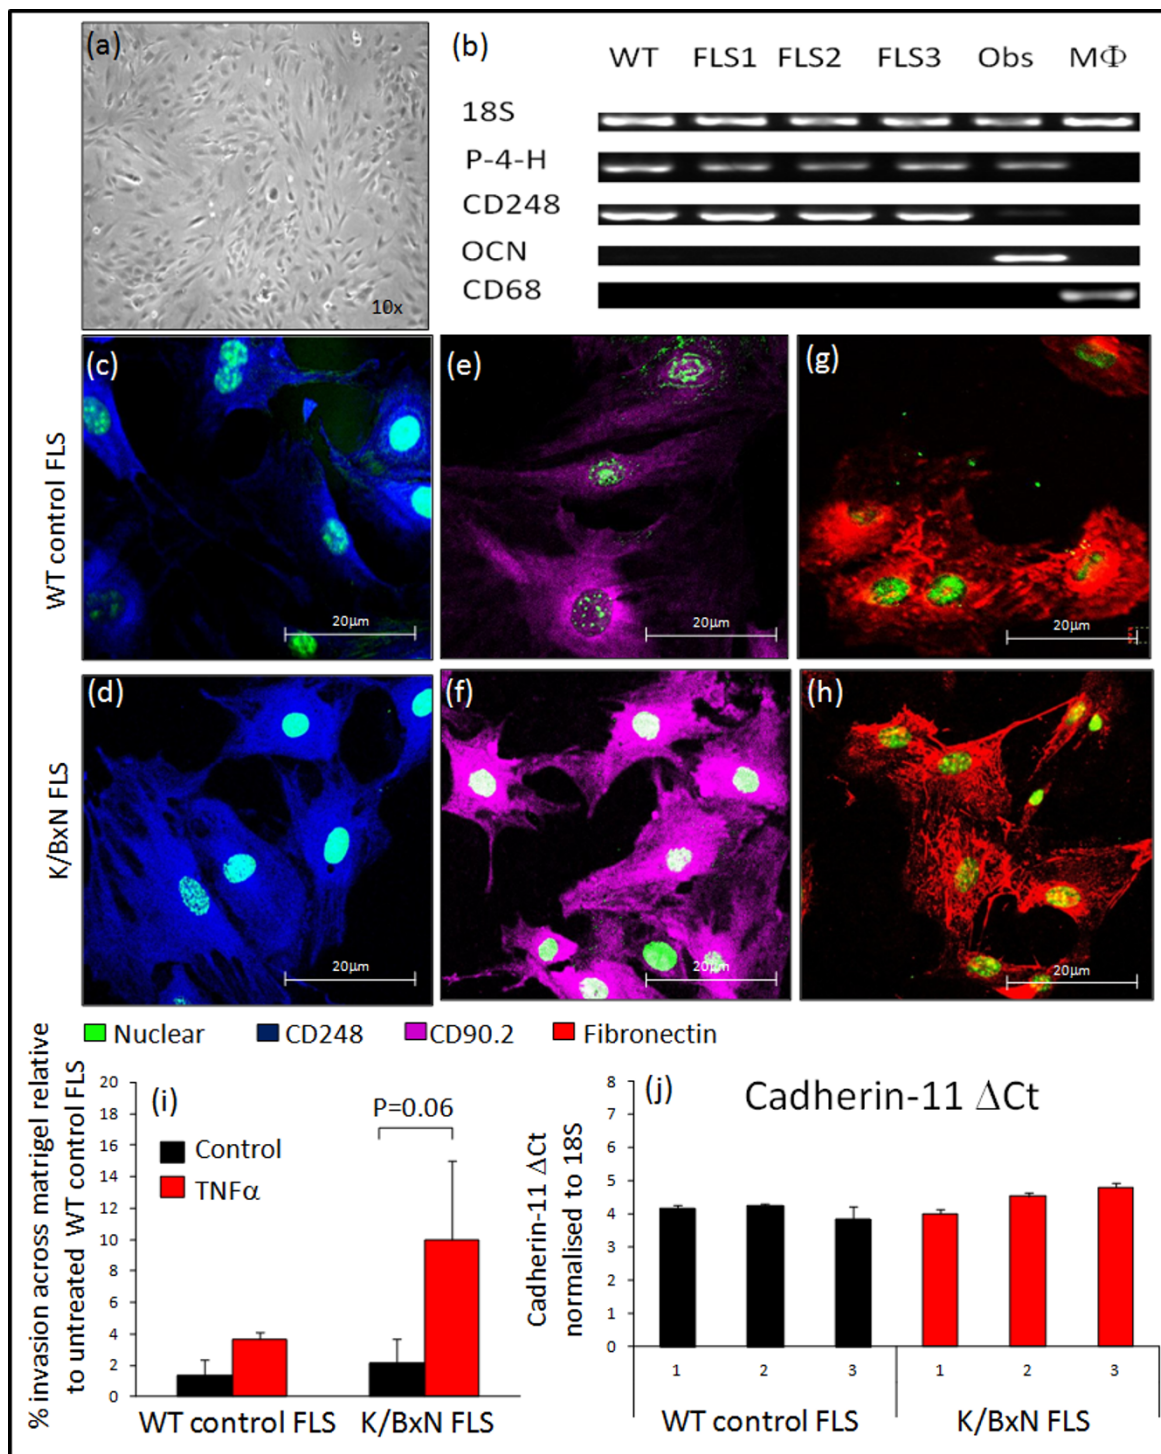 (a)
10x
(b)
WT FLS1 FLS2 FLS3 Obs MΦ
18S
P-4-H
CD248
OCN
CD68
WT control FLS
(c)
20µm
(e)
20µm
(g)
20µm
K/BxN FLS
(d)
20µm
(f)
20µm
(h)
20µm
Nuclear CD248 CD90.2 Fibronectin
% invasion across matrigel relative
to untreated WT control FLS
(i)
20
18
16
14
12
10
8
6
4
2
0
P=0.06
Control
TNFα
WT control FLS K/BxN FLS
(j)
Cadherin-11 ΔCt
Cadherin-11 ΔCt
normalised to 18S
8
7
6
5
4
3
2
1
0
1 2 3 1 2 3
WT control FLS K/BxN FLS